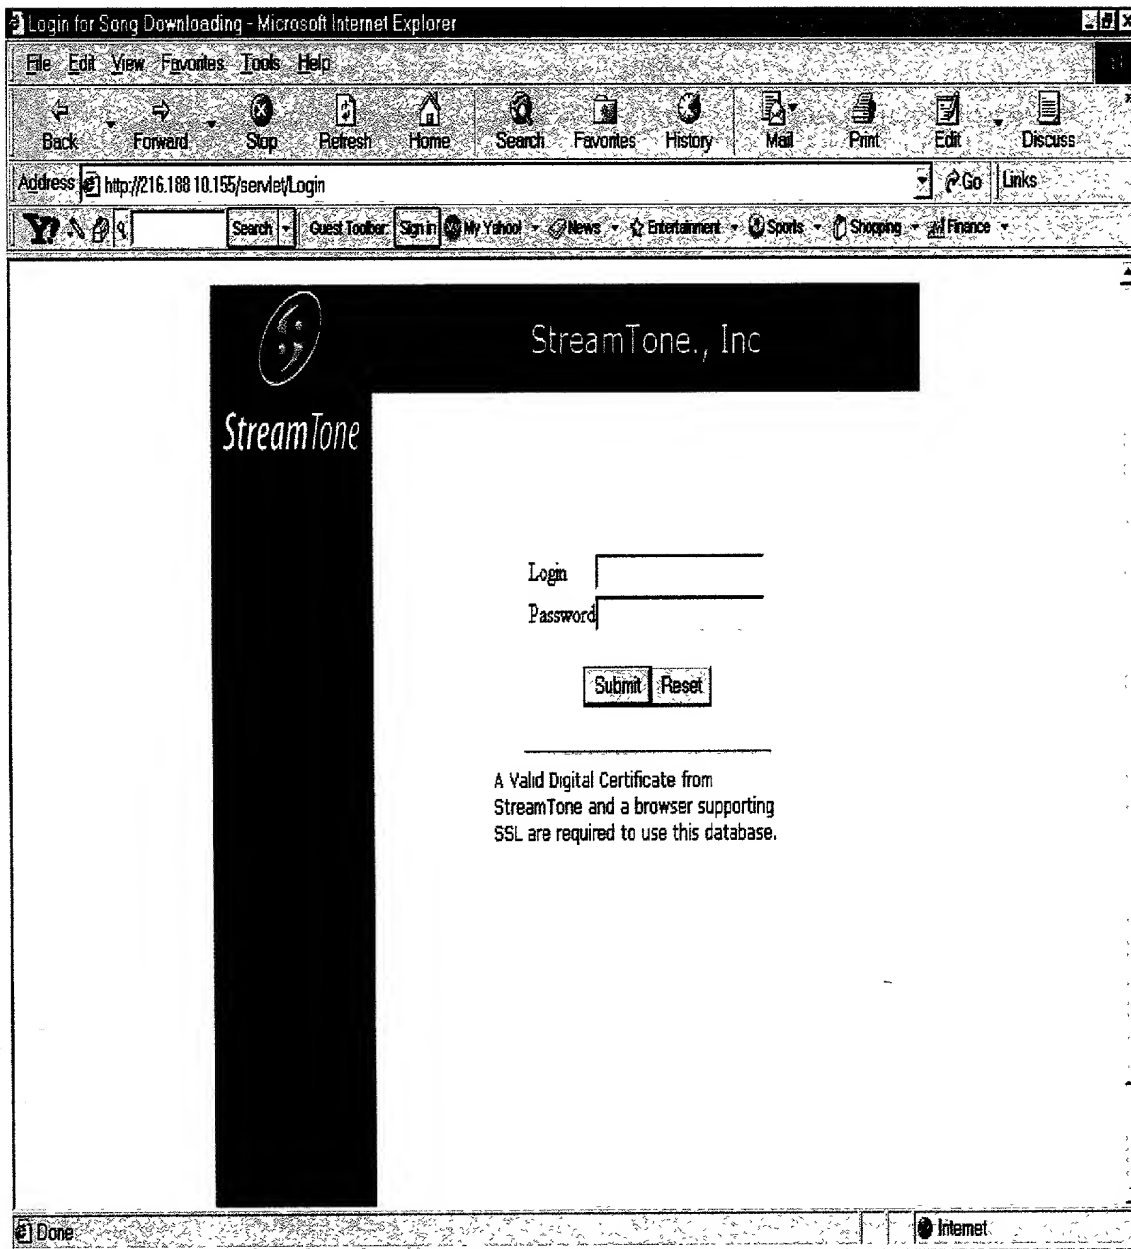 Login for Song Downloading - Microsoft Internet Explorer
File Edit View Favorites Tools Help
Back Forward Stop Refresh Home Search Favorites History Mail Print Edit Discuss
Address http://216.188 10.155/servlet/Login Go Links
Y! Search Guest Toolbar: Sign In My Yahoo! News Entertainment Sports Shopping Finance
StreamTone., Inc
StreamTone
Login
Password
Submit Reset
A Valid Digital Certificate from
StreamTone and a browser supporting
SSL are required to use this database.
Done Internet